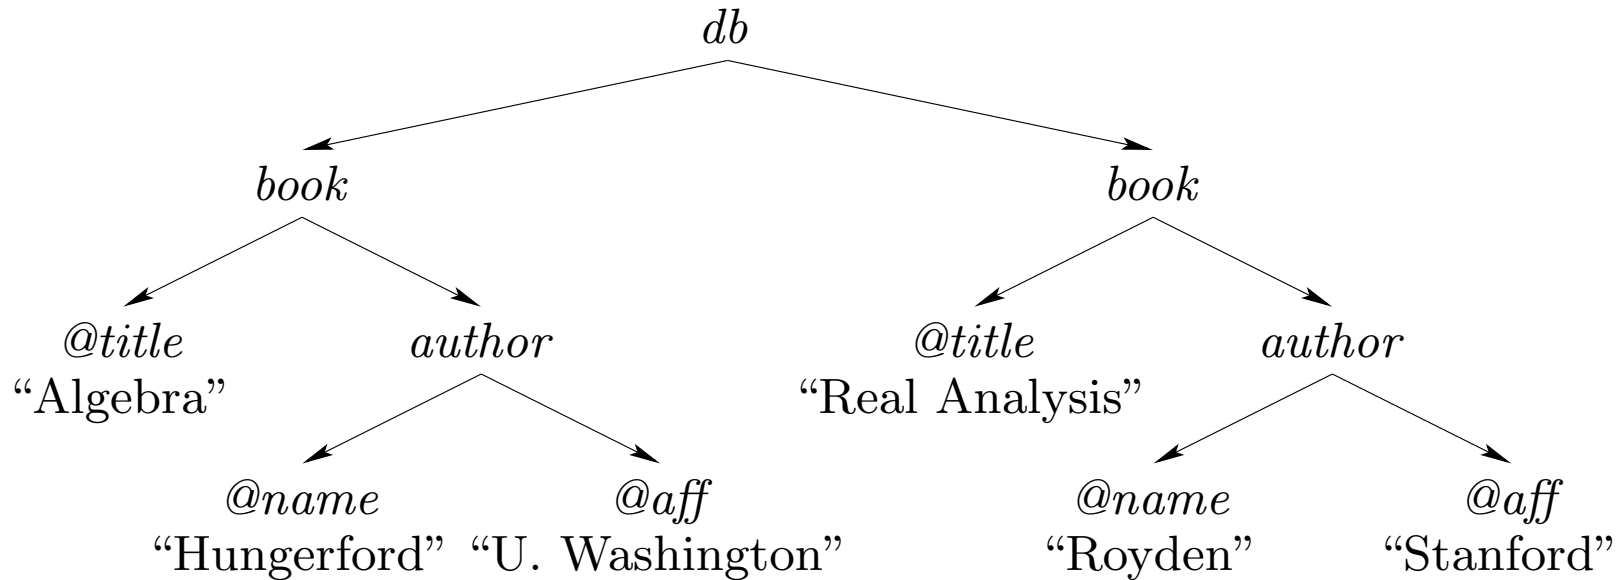 db
book book
@title author @title author
“Algebra” “Real Analysis”
@name @aff @name @aff
“Hungerford” “U. Washington” “Royden” “Stanford”